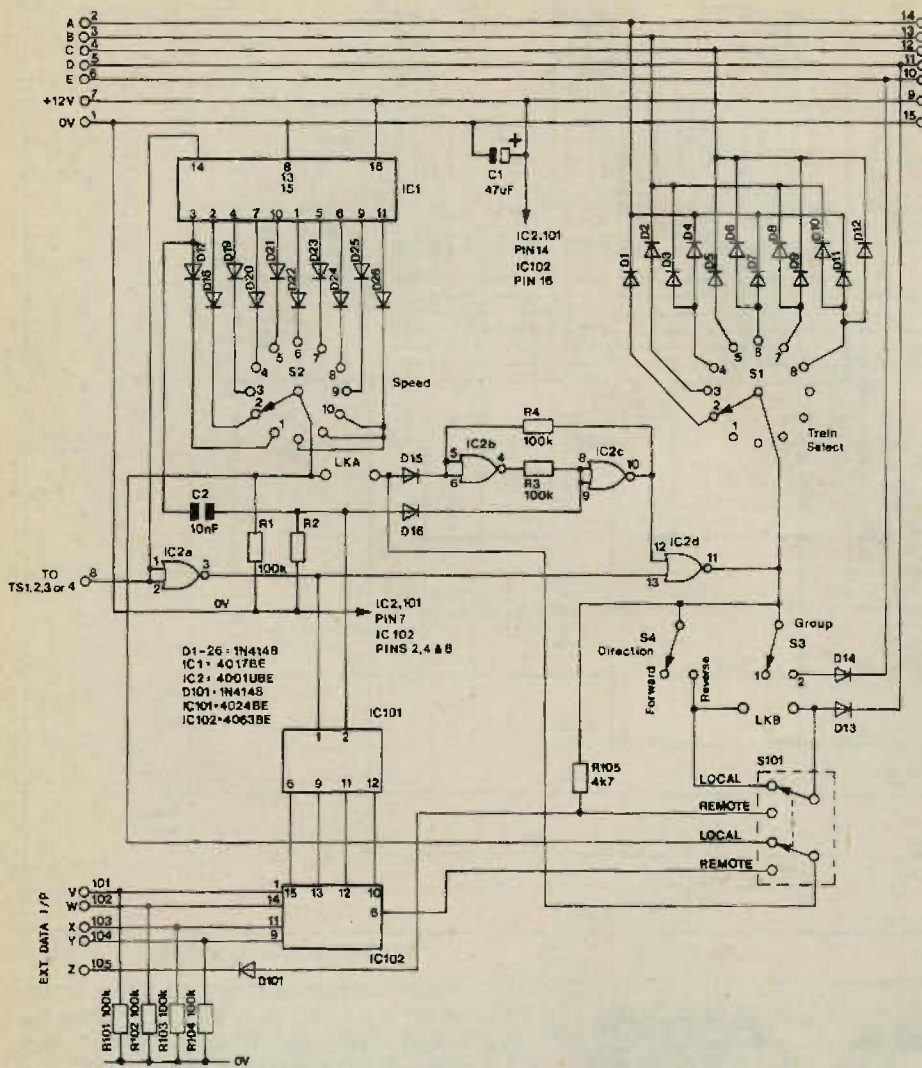 A 2 14
B 3 13
C 4 12
D 5 11
E 6 10
+12V 7 9
0V 1 15
14 8 16
13
15
IC1
3 2 4 7 10 1 5 6 9 11
+
C1
47uF
IC2,101
PIN14
IC102
PIN 16
D17
D18
D19
D20
D21
D22
D23
D24
D25
D26
D1
D2
D3
D4
D5
D6
D7
D8
D9
D10
D11
D12
1 2 3 4 5 6 7 8 9 10
S2
Speed
1 2 3 4 5 6 7 8
S1
Train
Select
R4
100k
IC2b
5
6
4
R3
100k
IC2c
8
9
10
LKA
D15
D16
C2
10nF
R1
R2
100k
IC2a
1
2
3
IC2d
12
13
11
TO
TS1,2,3 or 4
8
0V
IC2,101
PIN7
IC 102
PINS 2,4 & 8
D1-26 = 1N4148
IC1 = 4017BE
IC2 = 4001UBE
D101 = 1N4148
IC101 = 4024BE
IC102 = 4063BE
S4
Direction
Forward
Reverse
Group
S3
1
2
D14
LKB
D13
IC101
1 2
6 9 11 12
R105
4k7
S101
LOCAL
REMOTE
LOCAL
REMOTE
EXT. DATA I/P
V 101 1
W 102 14
X 103 11
Y 104 9
Z 105
15 13 12 10
6
IC102
D101
R101 100k
R102 100k
R103 100k
R104 100k
0V